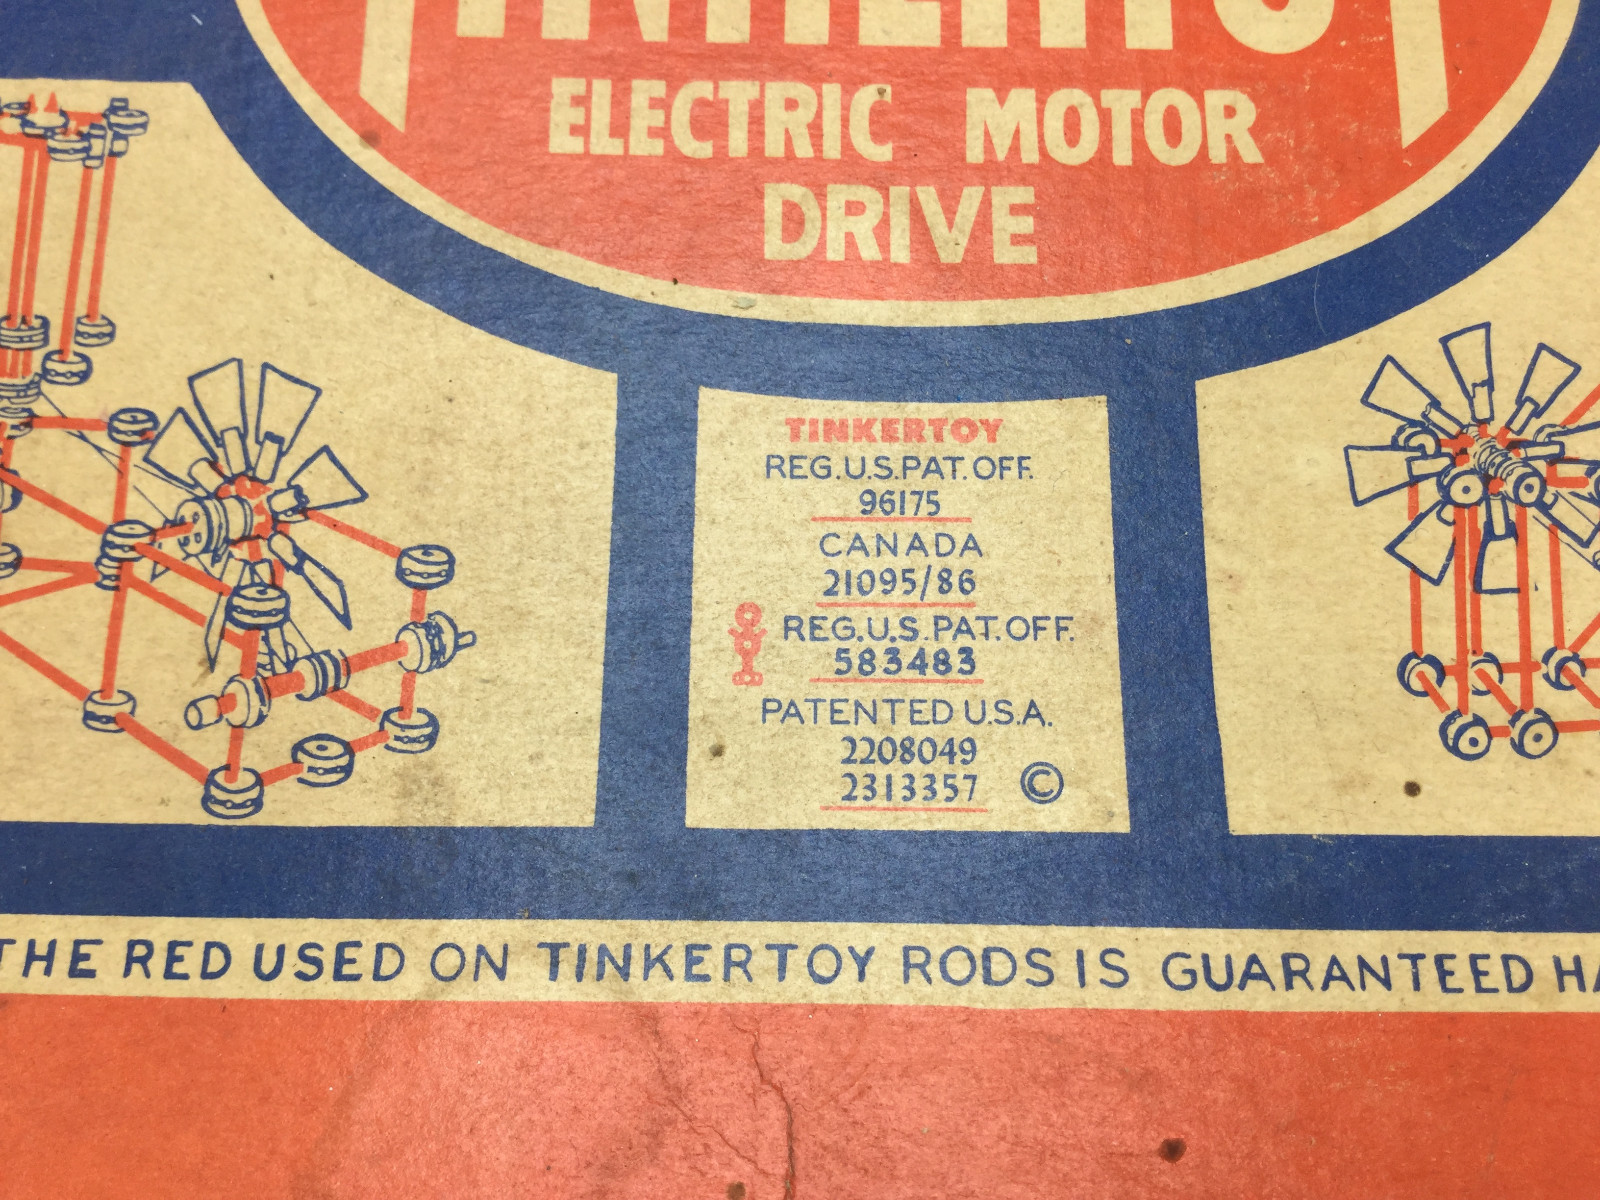 TINKERTOY
ELECTRIC MOTOR
DRIVE
TINKERTOY
REG.U.S.PAT.OFF.
96175
CANADA
21095/86
REG.U.S.PAT.OFF.
583483
PATENTED U.S.A.
2208049
2313357 ©
THE RED USED ON TINKERTOY RODS IS GUARANTEED